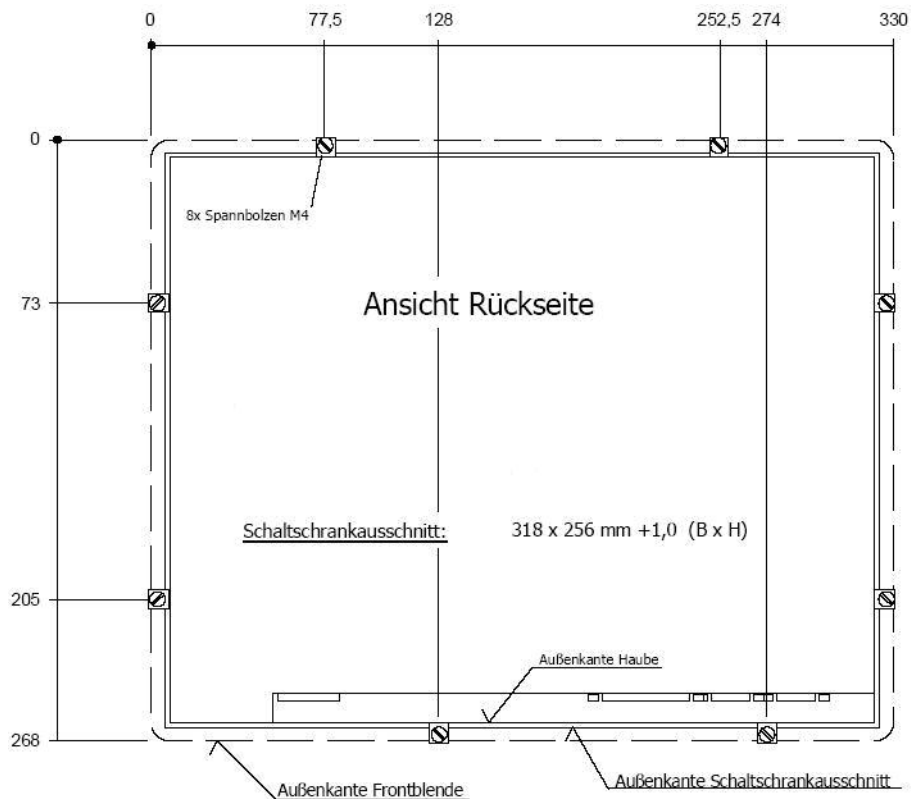 0 77,5 128 252,5 274 330
0
8x Spannbolzen M4
73
Ansicht Rückseite
Schaltschrankausschnitt: 318 x 256 mm +1,0 (B x H)
205
Außenkante Haube
268
Außenkante Schaltschrankausschnitt
Außenkante Frontblende